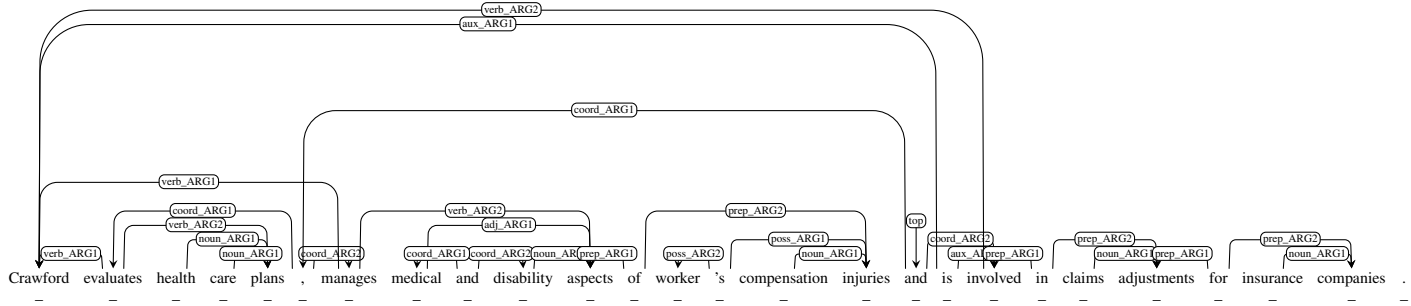 verb_ARG2
aux_ARG1
coord_ARG1
verb_ARG1
coord_ARG1 verb_ARG2 prep_ARG2 top
verb_ARG2 adj_ARG1
noun_ARG1 poss_ARG1 coord_ARG2 prep_ARG2 prep_ARG2
verb_ARG1 noun_ARG1 coord_ARG2 coord_ARG1 coord_ARG2 prep_ARG1 poss_ARG2 noun_ARG1 prep_ARG1 noun_ARG1 prep_ARG1 noun_ARG1
Crawford evaluates health care plans , manages medical and disability aspects of worker 's compensation injuries and is involved in claims adjustments for insurance companies .
_ _ _ _ _ _ _ _ _ _ _ _ _ _ _ _ _ _ _ _ _ _ _ _ _ _